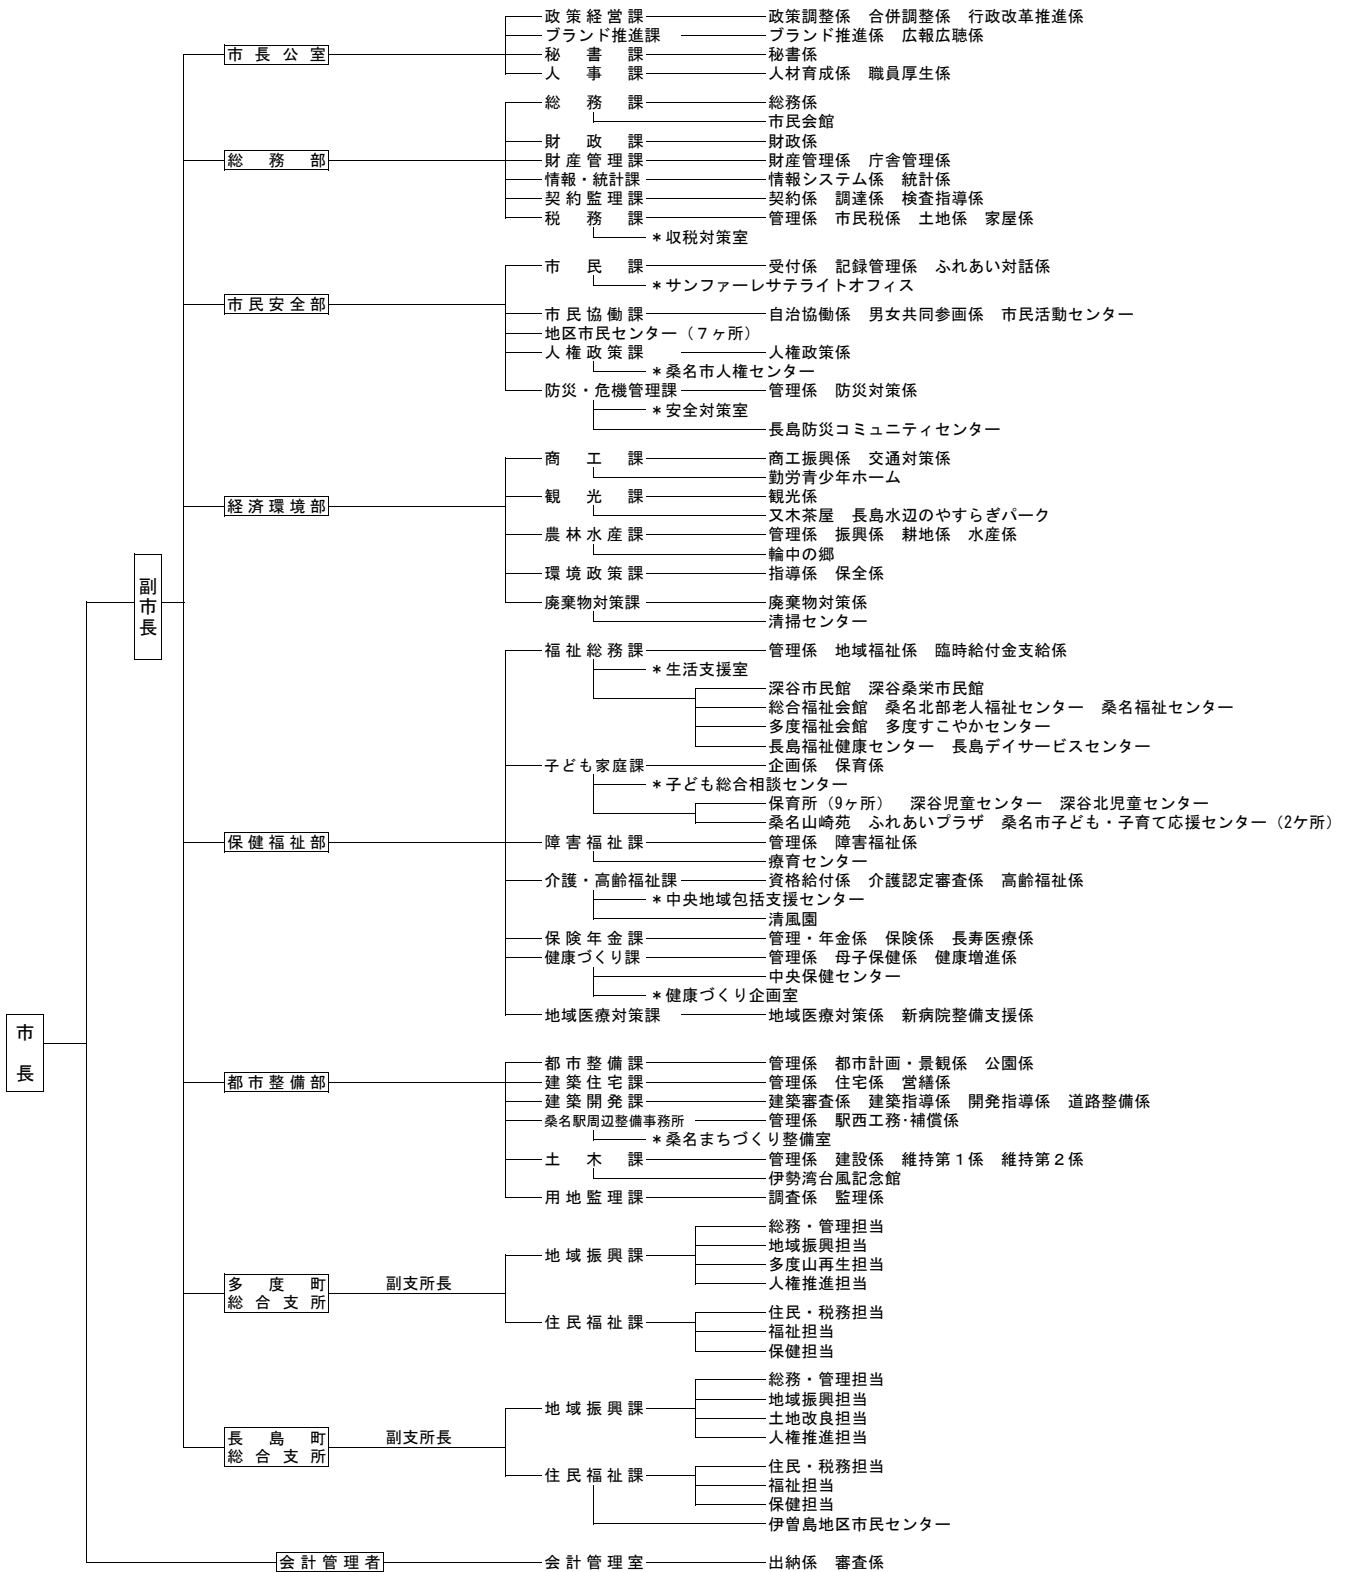 政策経営課 政策調整係 合併調整係 行政改革推進係
ブランド推進課 ブランド推進係 広報広聴係
市長公室 秘書課 秘書係
人事課 人材育成係 職員厚生係
総務課 総務係
市民会館
財政課 財政係
総務部 財産管理課 財産管理係 庁舎管理係
情報・統計課 情報システム係 統計係
契約監理課 契約係 調達係 検査指導係
税務課 管理係 市民税係 土地係 家屋係
＊収税対策室
市民課 受付係 記録管理係 ふれあい対話係
＊サンファーレサテライトオフィス
市民安全部
市民協働課 自治協働係 男女共同参画係 市民活動センター
地区市民センター（７ヶ所）
人権政策課 人権政策係
＊桑名市人権センター
防災・危機管理課 管理係 防災対策係
＊安全対策室
長島防災コミュニティセンター
商工課 商工振興係 交通対策係
勤労青少年ホーム
観光課 観光係
経済環境部
又木茶屋 長島水辺のやすらぎパーク
農林水産課 管理係 振興係 耕地係 水産係
輪中の郷
環境政策課 指導係 保全係
副市長
廃棄物対策課 廃棄物対策係
清掃センター
福祉総務課 管理係 地域福祉係 臨時給付金支給係
＊生活支援室
深谷市民館 深谷桑栄市民館
総合福祉会館 桑名北部老人福祉センター 桑名福祉センター
多度福祉会館 多度すこやかセンター
長島福祉健康センター 長島デイサービスセンター
子ども家庭課 企画係 保育係
＊子ども総合相談センター
保育所（9ヶ所） 深谷児童センター 深谷北児童センター
桑名山崎苑 ふれあいプラザ 桑名市子ども・子育て応援センター（2ケ所）
保健福祉部 障害福祉課 管理係 障害福祉係
療育センター
介護・高齢福祉課 資格給付係 介護認定審査係 高齢福祉係
＊中央地域包括支援センター
清風園
保険年金課 管理・年金係 保険係 長寿医療係
健康づくり課 管理係 母子保健係 健康増進係
中央保健センター
＊健康づくり企画室
地域医療対策課 地域医療対策係 新病院整備支援係
市長
都市整備課 管理係 都市計画・景観係 公園係
都市整備部 建築住宅課 管理係 住宅係 営繕係
建築開発課 建築審査係 建築指導係 開発指導係 道路整備係
桑名駅周辺整備事務所 管理係 駅西工務･補償係
＊桑名まちづくり整備室
土木課 管理係 建設係 維持第１係 維持第２係
伊勢湾台風記念館
用地監理課 調査係 監理係
総務・管理担当
地域振興課 地域振興担当
多度山再生担当
多度町 副支所長 人権推進担当
総合支所
住民・税務担当
住民福祉課 福祉担当
保健担当
総務・管理担当
地域振興課 地域振興担当
土地改良担当
長島町 副支所長 人権推進担当
総合支所
住民・税務担当
住民福祉課 福祉担当
保健担当
伊曽島地区市民センター
会計管理者 会計管理室 出納係 審査係